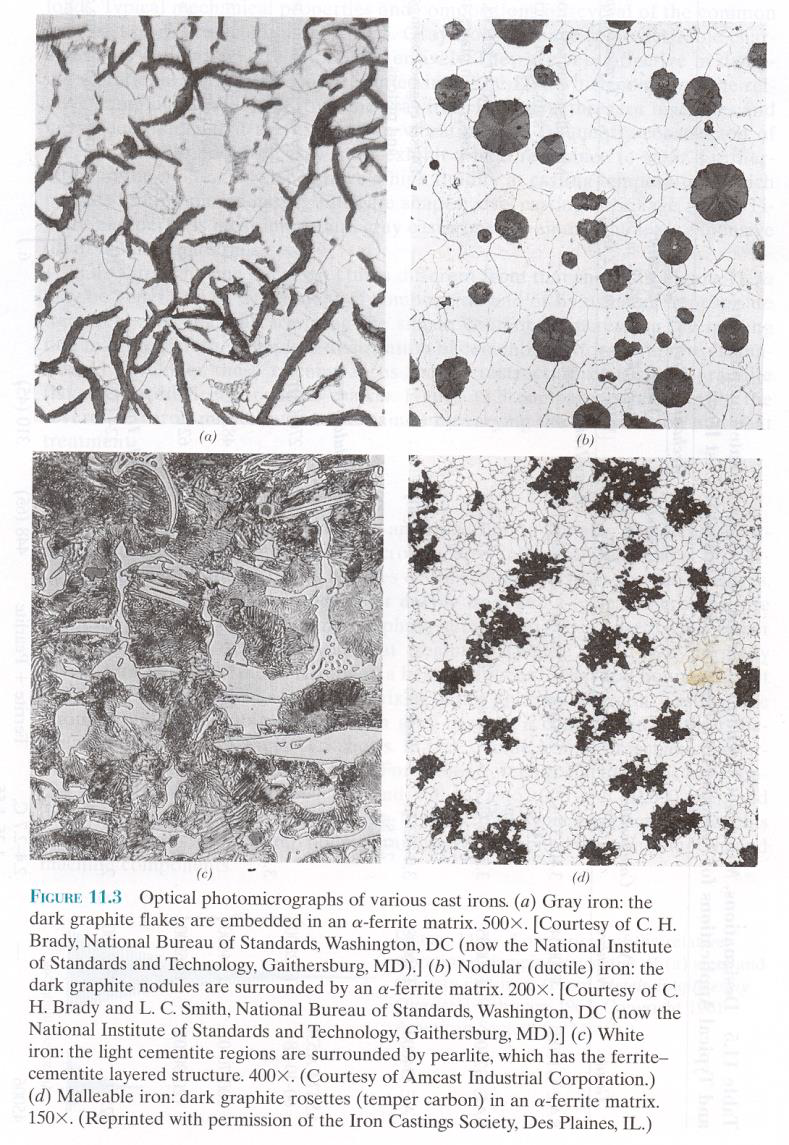 (a)
(b)
(c)
(d)
FIGURE 11.3 Optical photomicrographs of various cast irons. (a) Gray iron: the
dark graphite flakes are embedded in an α-ferrite matrix. 500×. [Courtesy of C. H.
Brady, National Bureau of Standards, Washington, DC (now the National Institute
of Standards and Technology, Gaithersburg, MD).] (b) Nodular (ductile) iron: the
dark graphite nodules are surrounded by an α-ferrite matrix. 200×. [Courtesy of C.
H. Brady and L. C. Smith, National Bureau of Standards, Washington, DC (now the
National Institute of Standards and Technology, Gaithersburg, MD).] (c) White
iron: the light cementite regions are surrounded by pearlite, which has the ferrite–
cementite layered structure. 400×. (Courtesy of Amcast Industrial Corporation.)
(d) Malleable iron: dark graphite rosettes (temper carbon) in an α-ferrite matrix.
150×. (Reprinted with permission of the Iron Castings Society, Des Plaines, IL.)